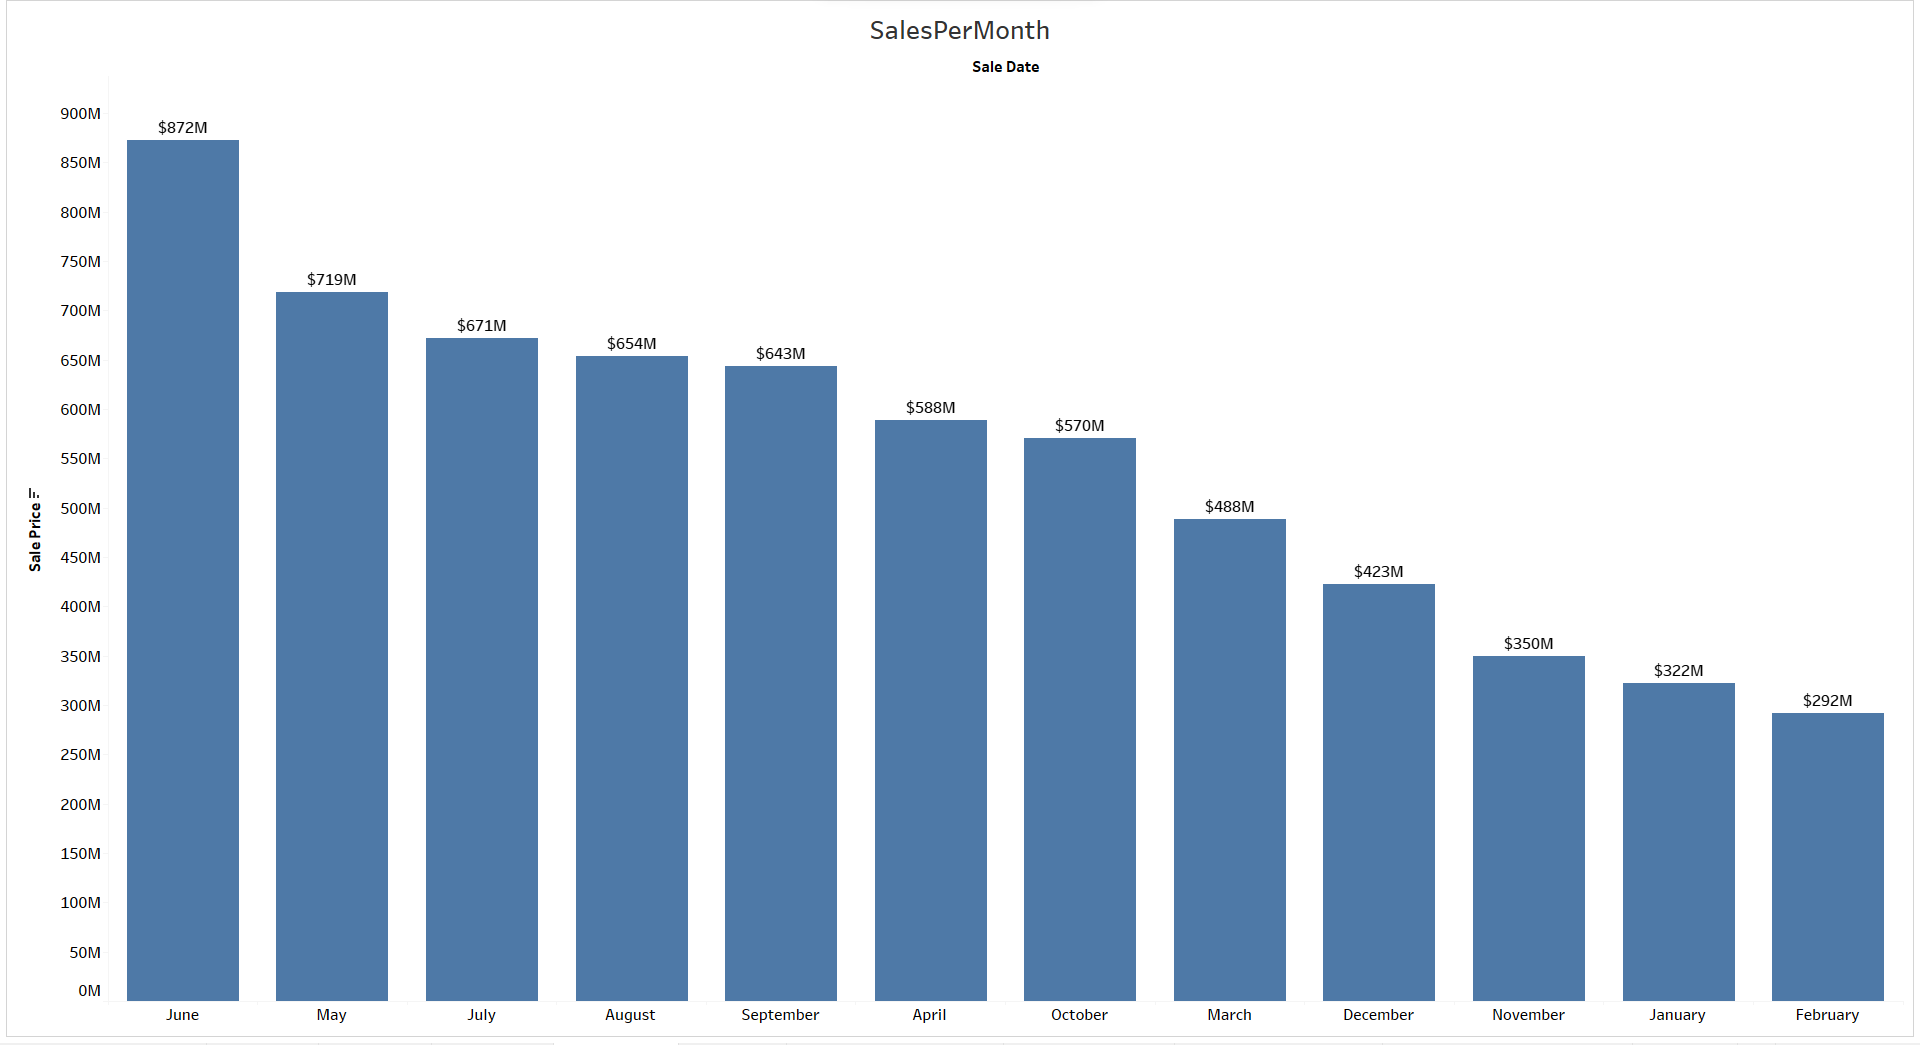 SalesPerMonth
Sale Date
Sale Price
900M
850M
800M
750M
700M
650M
600M
550M
500M
450M
400M
350M
300M
250M
200M
150M
100M
50M
0M
$872M
$719M
$671M
$654M
$643M
$588M
$570M
$488M
$423M
$350M
$322M
$292M
June May July August September April October March December November January February